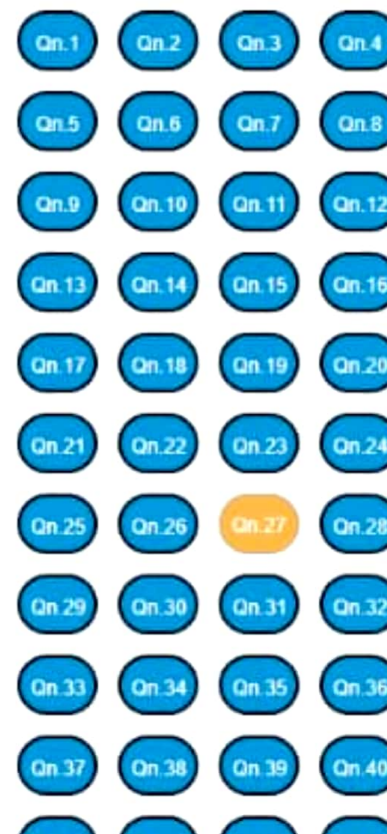 Qn.1 Qn.2 Qn.3 Qn.4
Qn.5 Qn.6 Qn.7 Qn.8
Qn.9 Qn.10 Qn.11 Qn.12
Qn.13 Qn.14 Qn.15 Qn.16
Qn.17 Qn.18 Qn.19 Qn.20
Qn.21 Qn.22 Qn.23 Qn.24
Qn.25 Qn.26 Qn.27 Qn.28
Qn.29 Qn.30 Qn.31 Qn.32
Qn.33 Qn.34 Qn.35 Qn.36
Qn.37 Qn.38 Qn.39 Qn.40